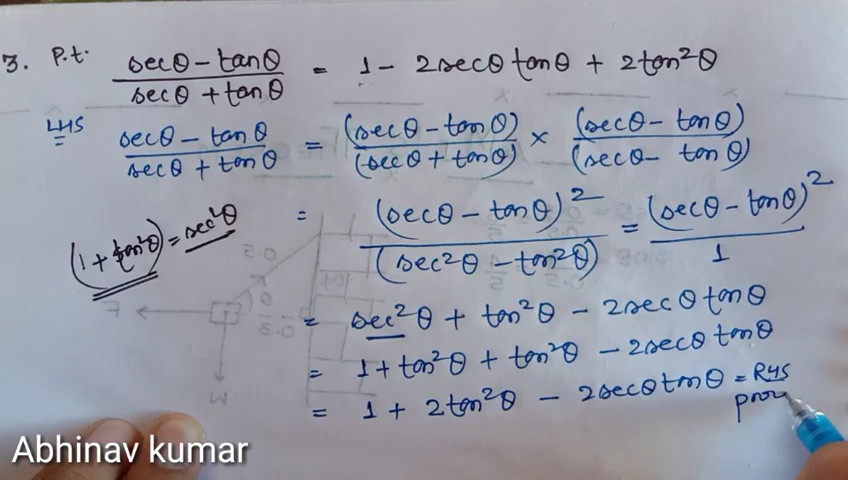 3. P.t. secθ - tanθ / secθ + tanθ = 1 - 2secθ tanθ + 2tan²θ
LHS secθ - tanθ / secθ + tanθ = (secθ - tanθ) / (secθ + tanθ) × (secθ - tanθ) / (secθ - tanθ)
(1 + tan²θ) = sec²θ
= (secθ - tanθ)² / (sec²θ - tan²θ) = (secθ - tanθ)² / 1
= sec²θ + tan²θ - 2secθ tanθ
= 1 + tan²θ + tan²θ - 2secθ tanθ
= 1 + 2tan²θ - 2secθ tanθ = RHS
prov
Abhinav kumar